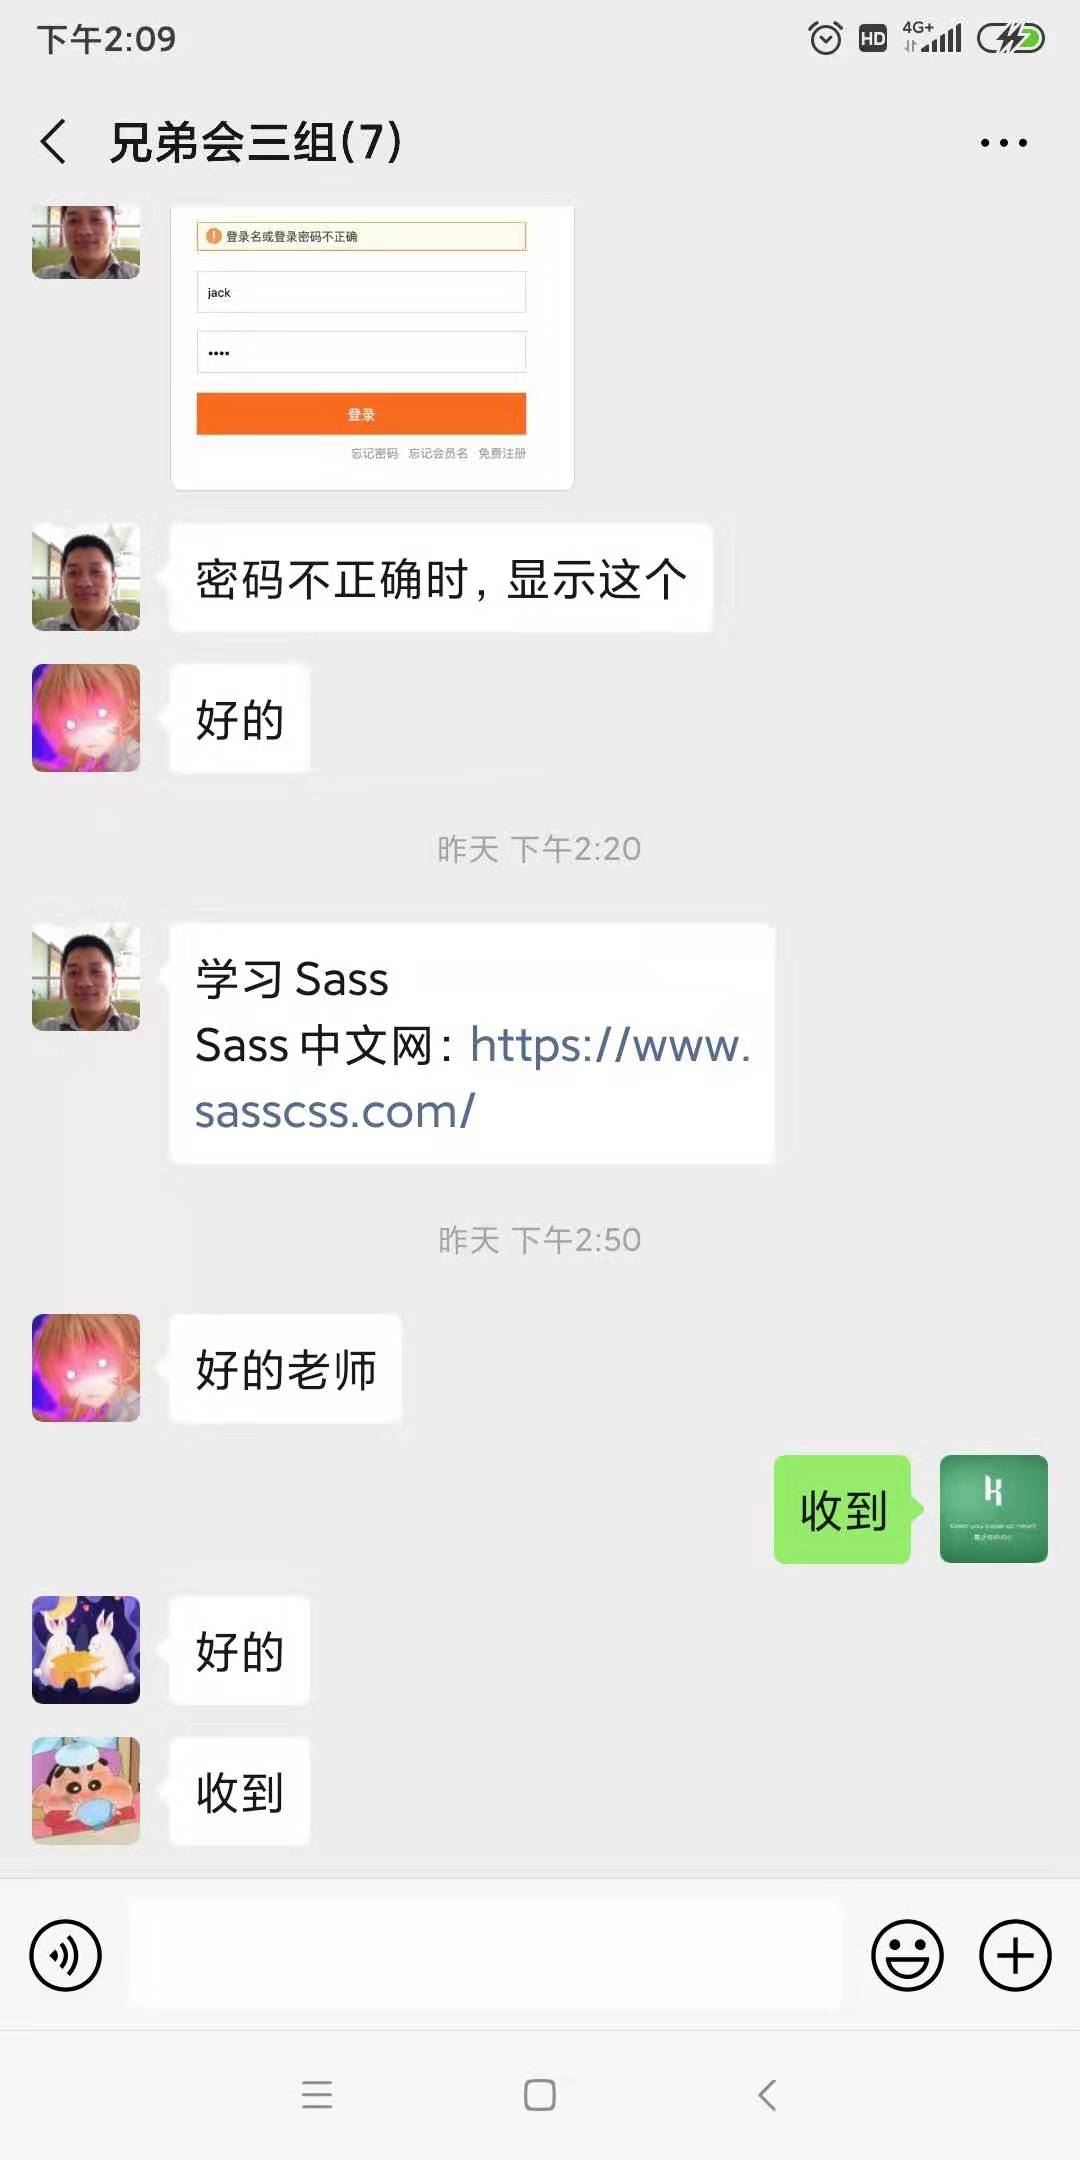 下午2:09
HD
4G+
兄弟会三组(7)
登录名或登录密码不正确
jack
••••
登录
忘记密码 忘记会员名 免费注册
密码不正确时，显示这个
好的
昨天 下午2:20
学习 Sass
Sass 中文网：https://www.
sasscss.com/
昨天 下午2:50
好的老师
收到
好的
收到